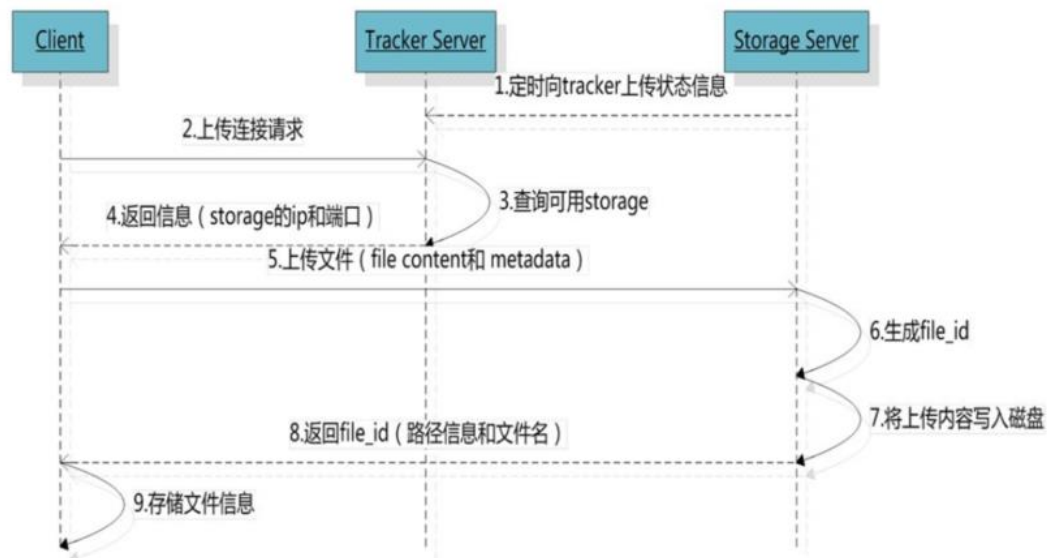 Client
Tracker Server
Storage Server
1.定时向tracker上传状态信息
2.上传连接请求
3.查询可用storage
4.返回信息（storage的ip和端口）
5.上传文件（file content和 metadata）
6.生成file_id
7.将上传内容写入磁盘
8.返回file_id（路径信息和文件名）
9.存储文件信息